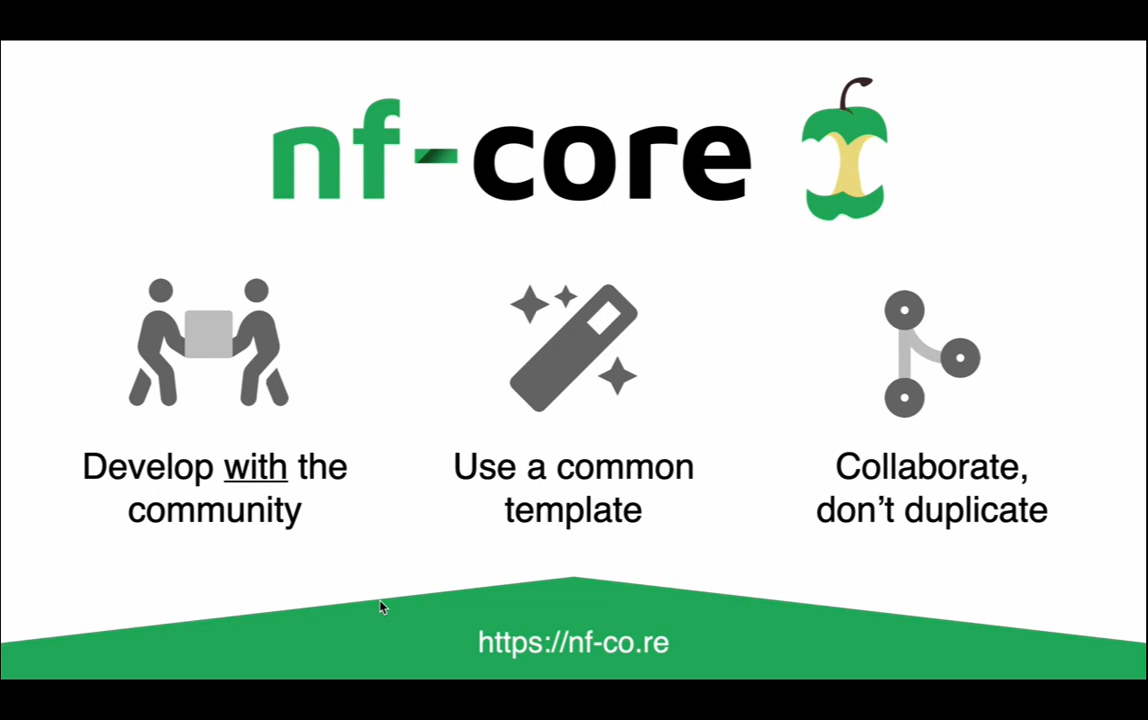 nf-core
Develop with the
community
Use a common
template
Collaborate,
don’t duplicate
https://nf-co.re